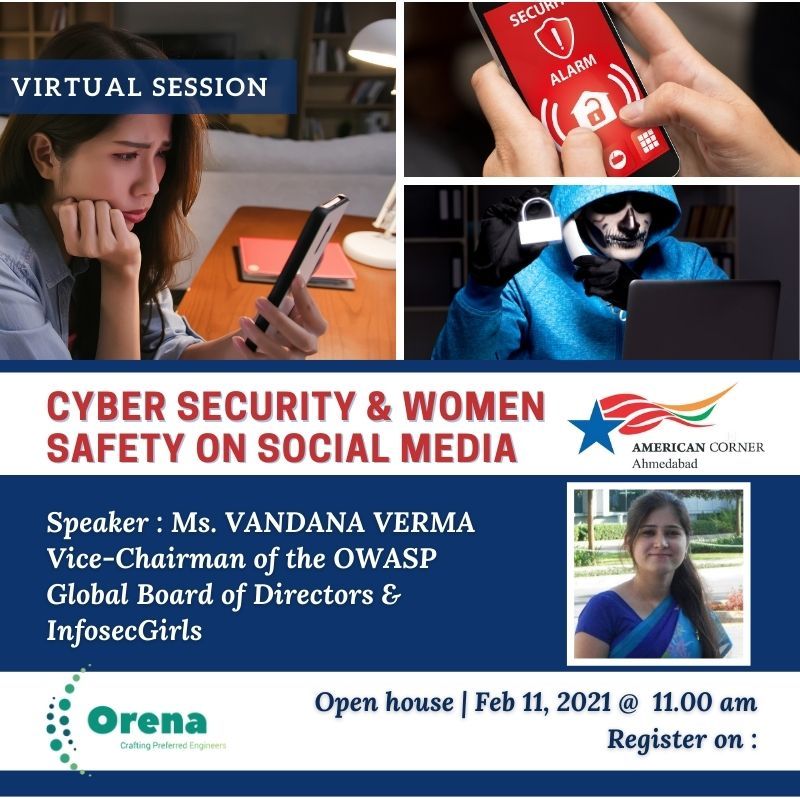 VIRTUAL SESSION
SECURITY
ALARM
CYBER SECURITY & WOMEN
SAFETY ON SOCIAL MEDIA
AMERICAN CORNER
Ahmedabad
Speaker : Ms. VANDANA VERMA
Vice-Chairman of the OWASP
Global Board of Directors &
InfosecGirls
Orena
Crafting Preferred Engineers
Open house | Feb 11, 2021 @ 11.00 am
Register on :